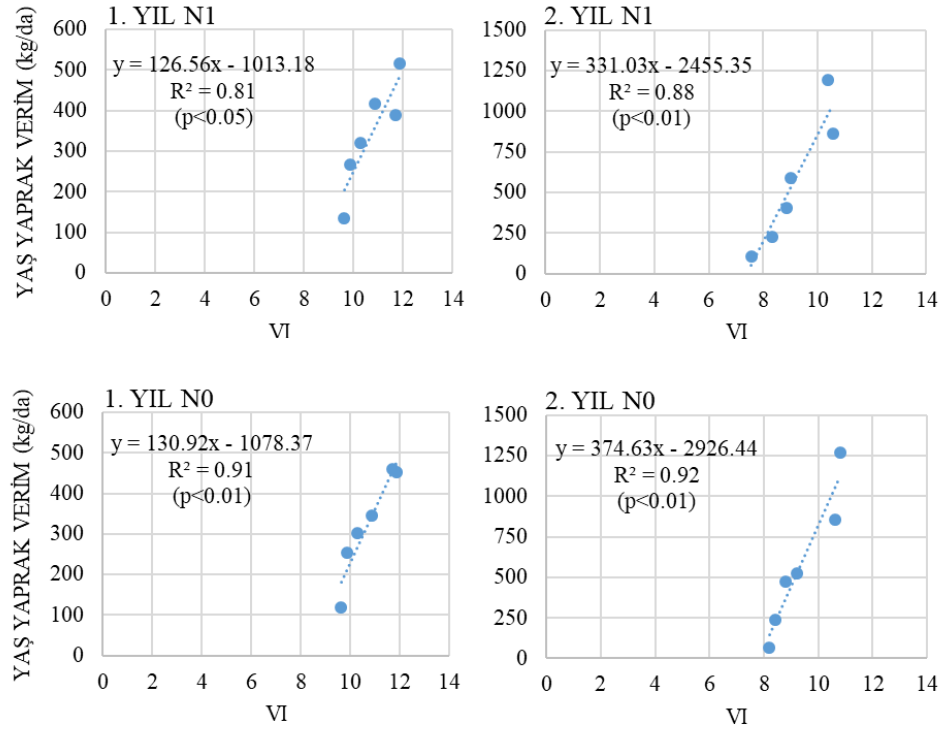 1. YIL N1
YAŞ YAPRAK VERİM (kg/da)
600
500
400
300
200
100
0
y = 126.56x - 1013.18
R² = 0.81
(p<0.05)
0 2 4 6 8 10 12 14
VI
2. YIL N1
1500
1250
1000
750
500
250
0
y = 331.03x - 2455.35
R² = 0.88
(p<0.01)
0 2 4 6 8 10 12 14
VI
1. YIL N0
YAŞ YAPRAK VERİM (kg/da)
600
500
400
300
200
100
0
y = 130.92x - 1078.37
R² = 0.91
(p<0.01)
0 2 4 6 8 10 12 14
VI
2. YIL N0
1500
1250
1000
750
500
250
0
y = 374.63x - 2926.44
R² = 0.92
(p<0.01)
0 2 4 6 8 10 12 14
VI